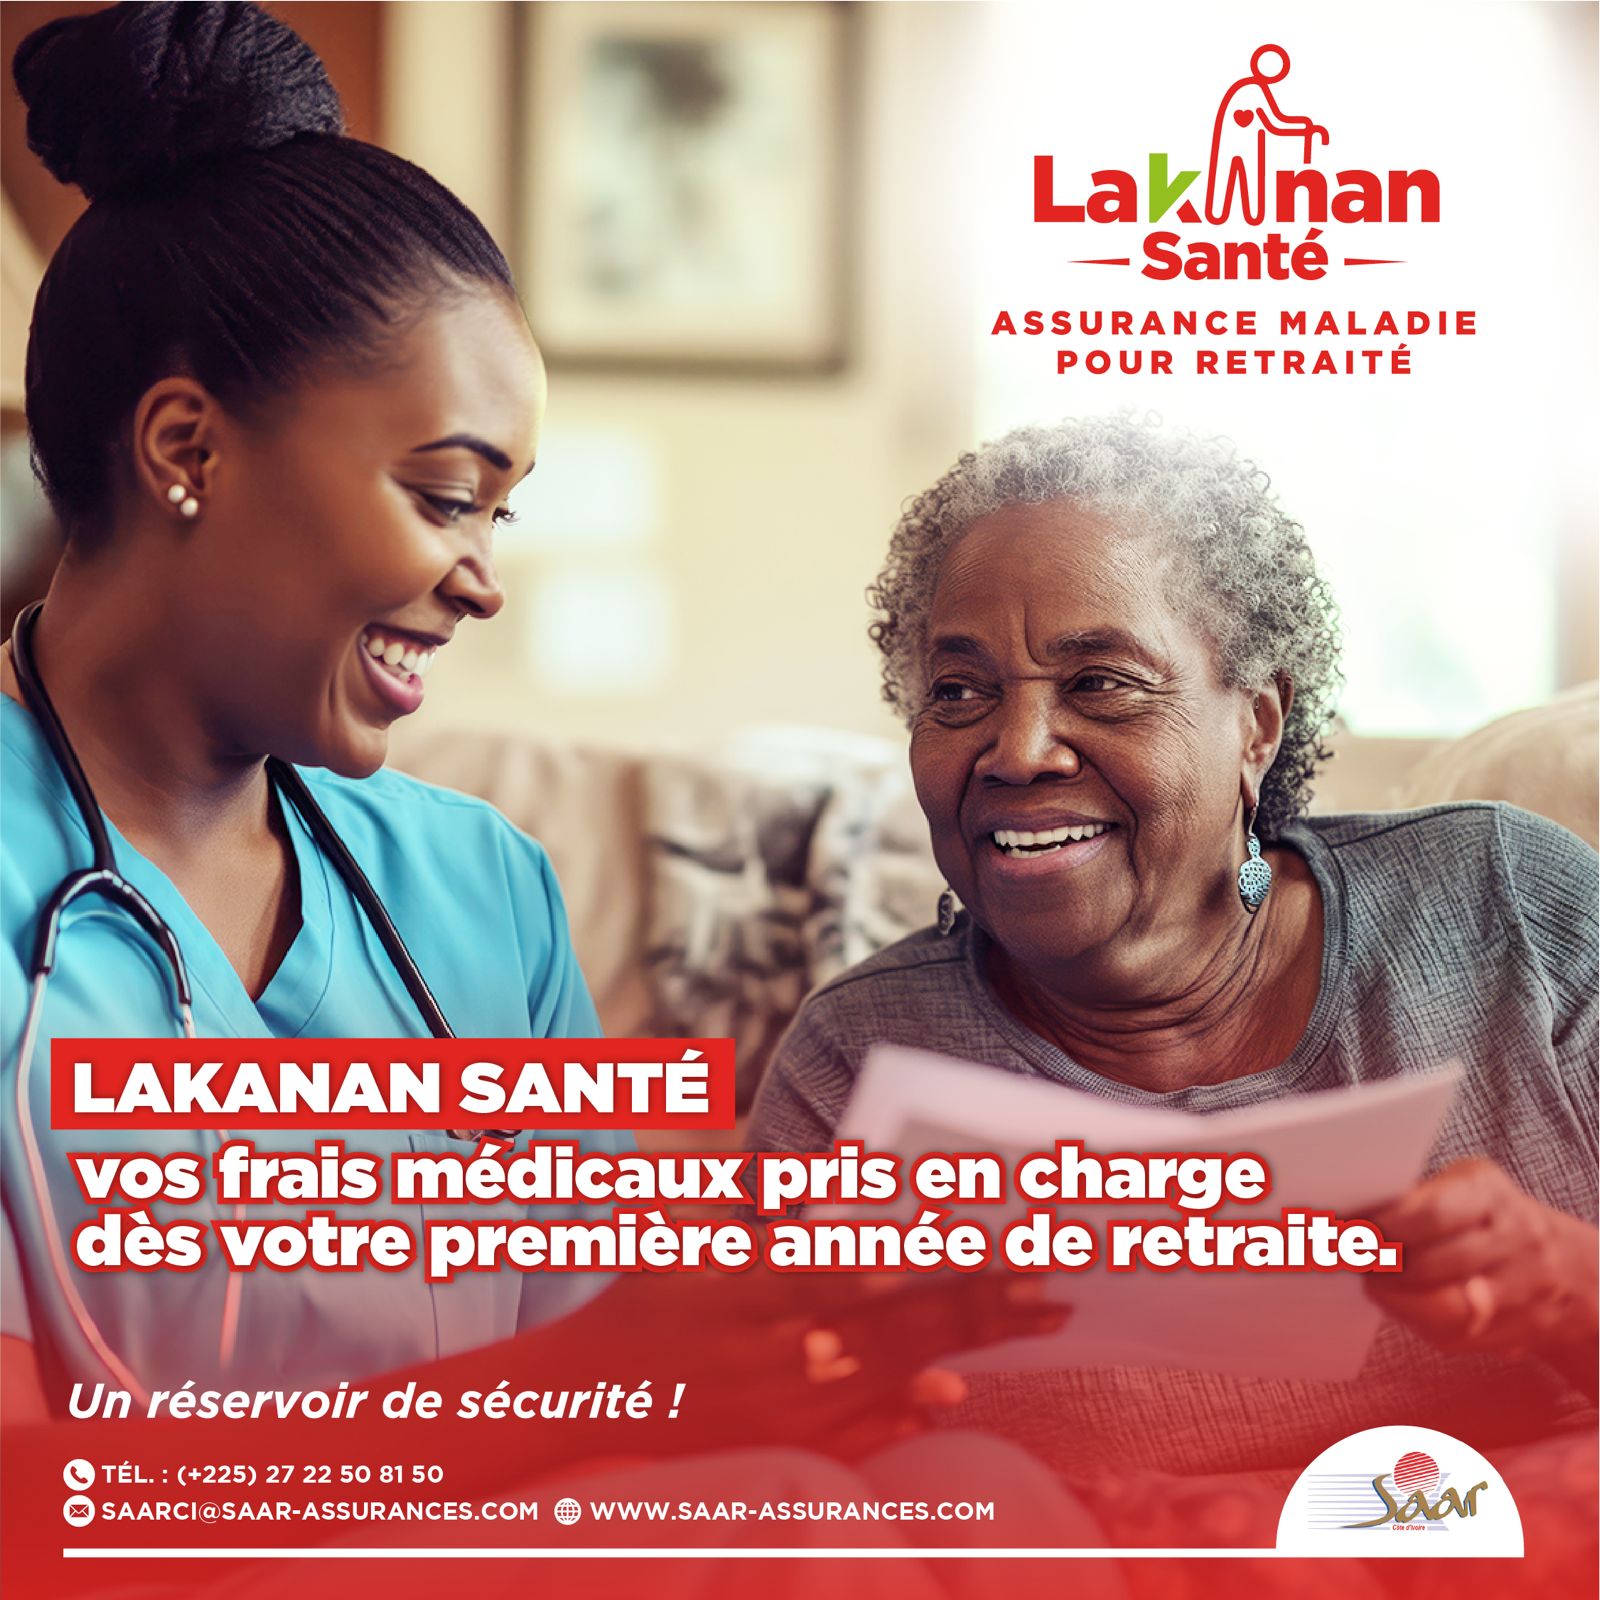 Lakanan
Santé
ASSURANCE MALADIE
POUR RETRAITÉ
LAKANAN SANTÉ
vos frais médicaux pris en charge
dès votre première année de retraite.
Un réservoir de sécurité !
TÉL. : (+225) 27 22 50 81 50
SAARCI@SAAR-ASSURANCES.COM WWW.SAAR-ASSURANCES.COM
Saar
Côte d'Ivoire